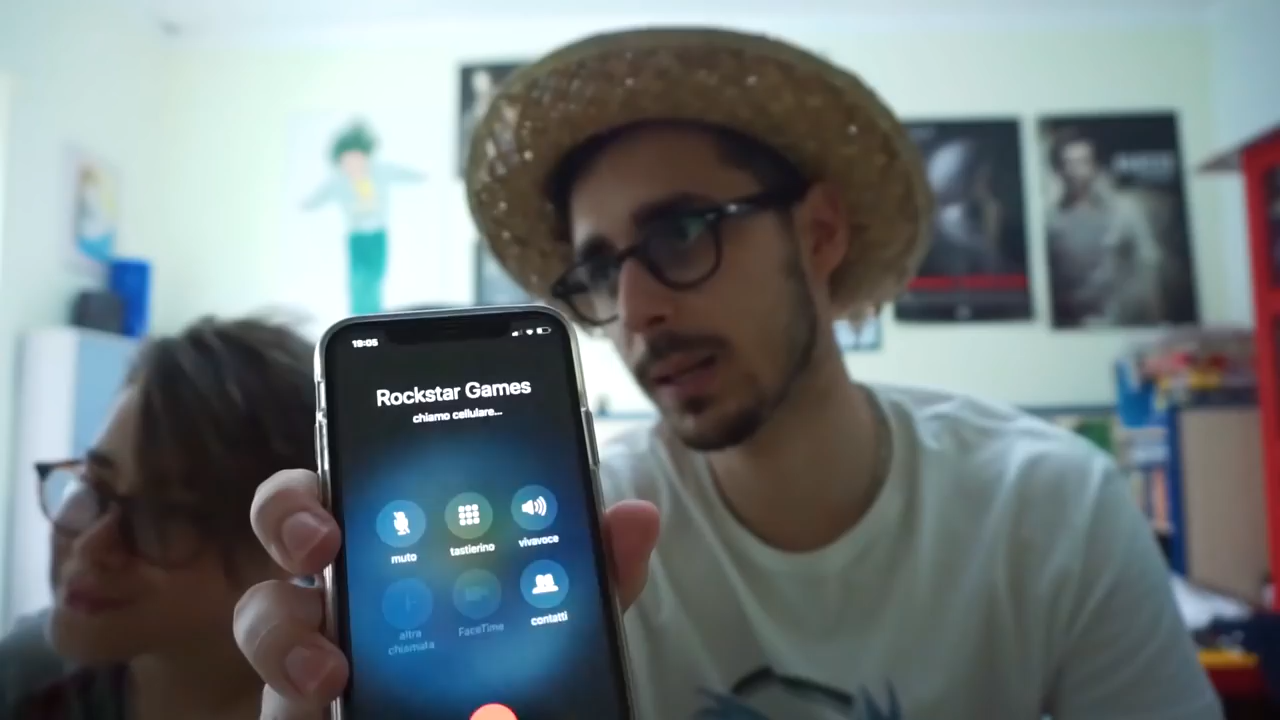 19:05
Rockstar Games
chiamo cellulare...
muto
tastierino
vivavoce
altra
chiamata
FaceTime
contatti